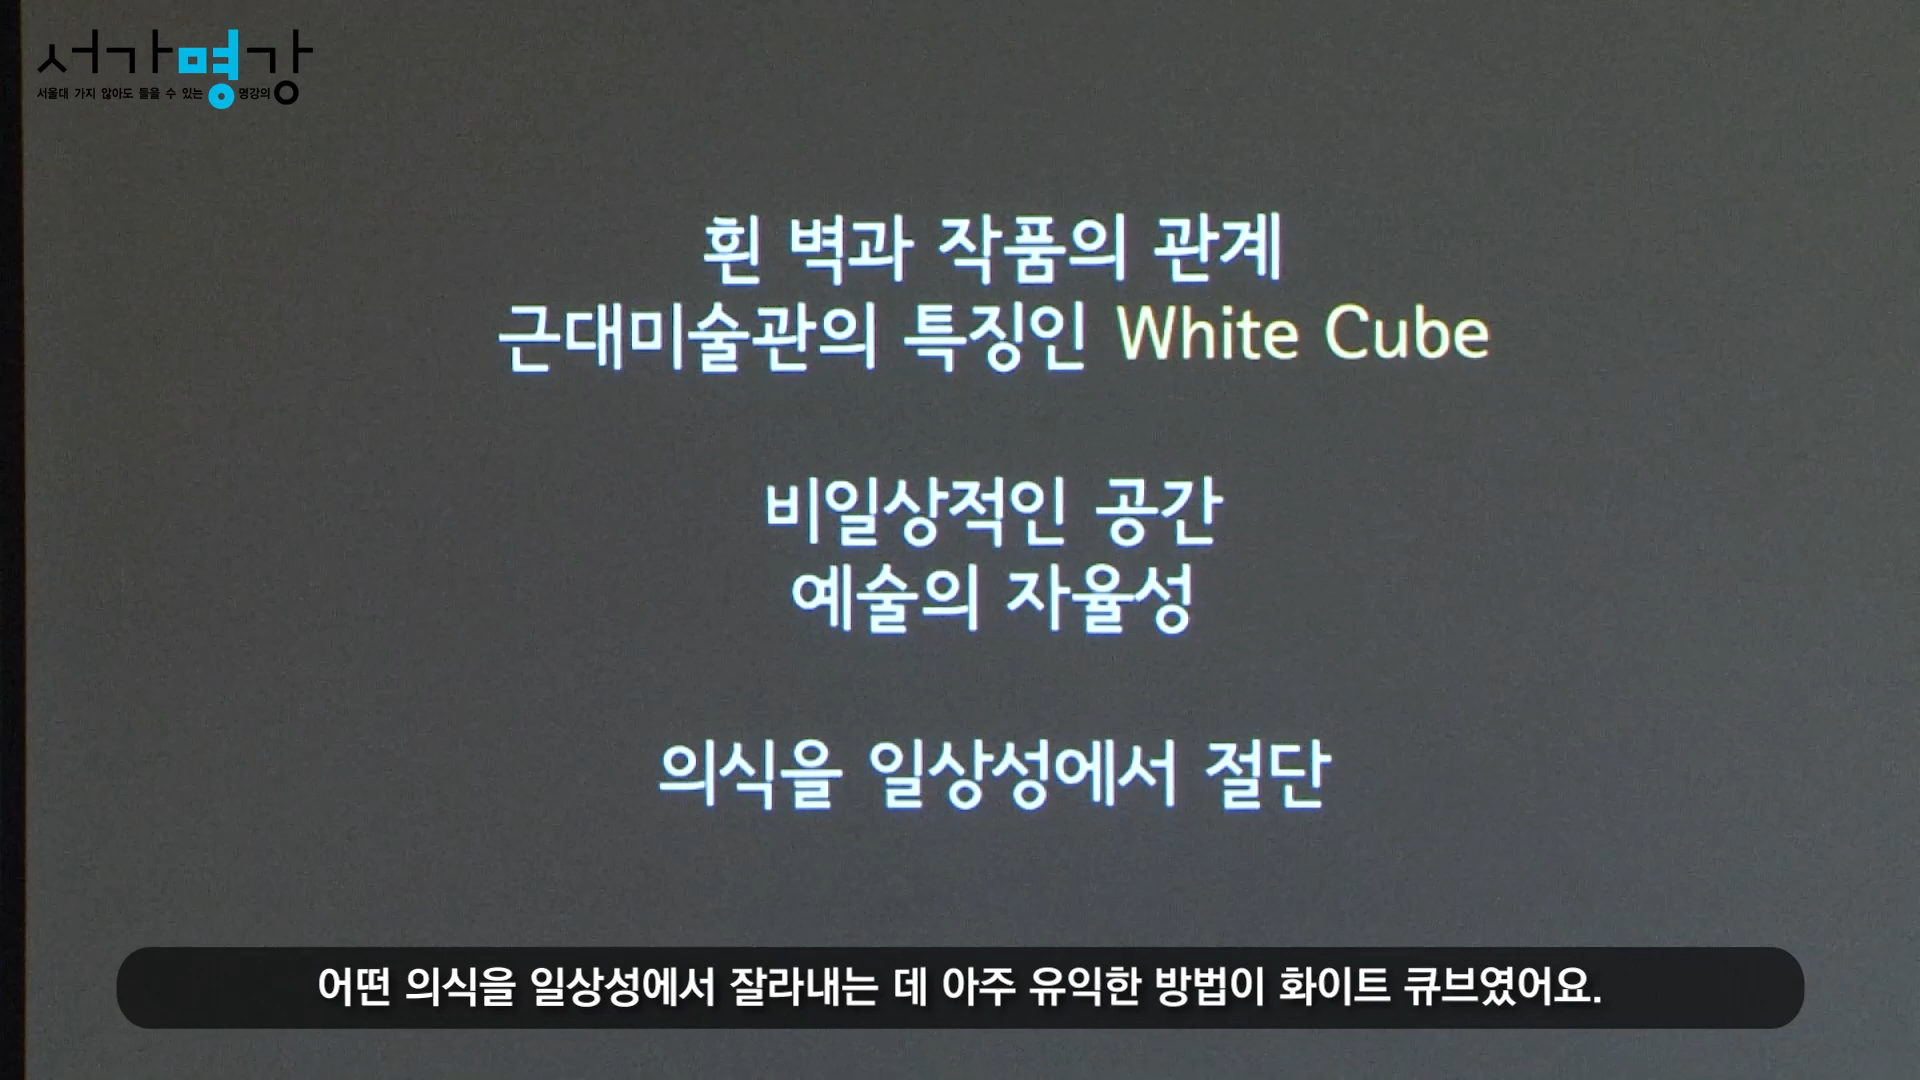 서가명강
서울대 가지 않아도 들을 수 있는 명강의
흰 벽과 작품의 관계
근대미술관의 특징인 White Cube
비일상적인 공간
예술의 자율성
의식을 일상성에서 절단
어떤 의식을 일상성에서 잘라내는 데 아주 유익한 방법이 화이트 큐브였어요.